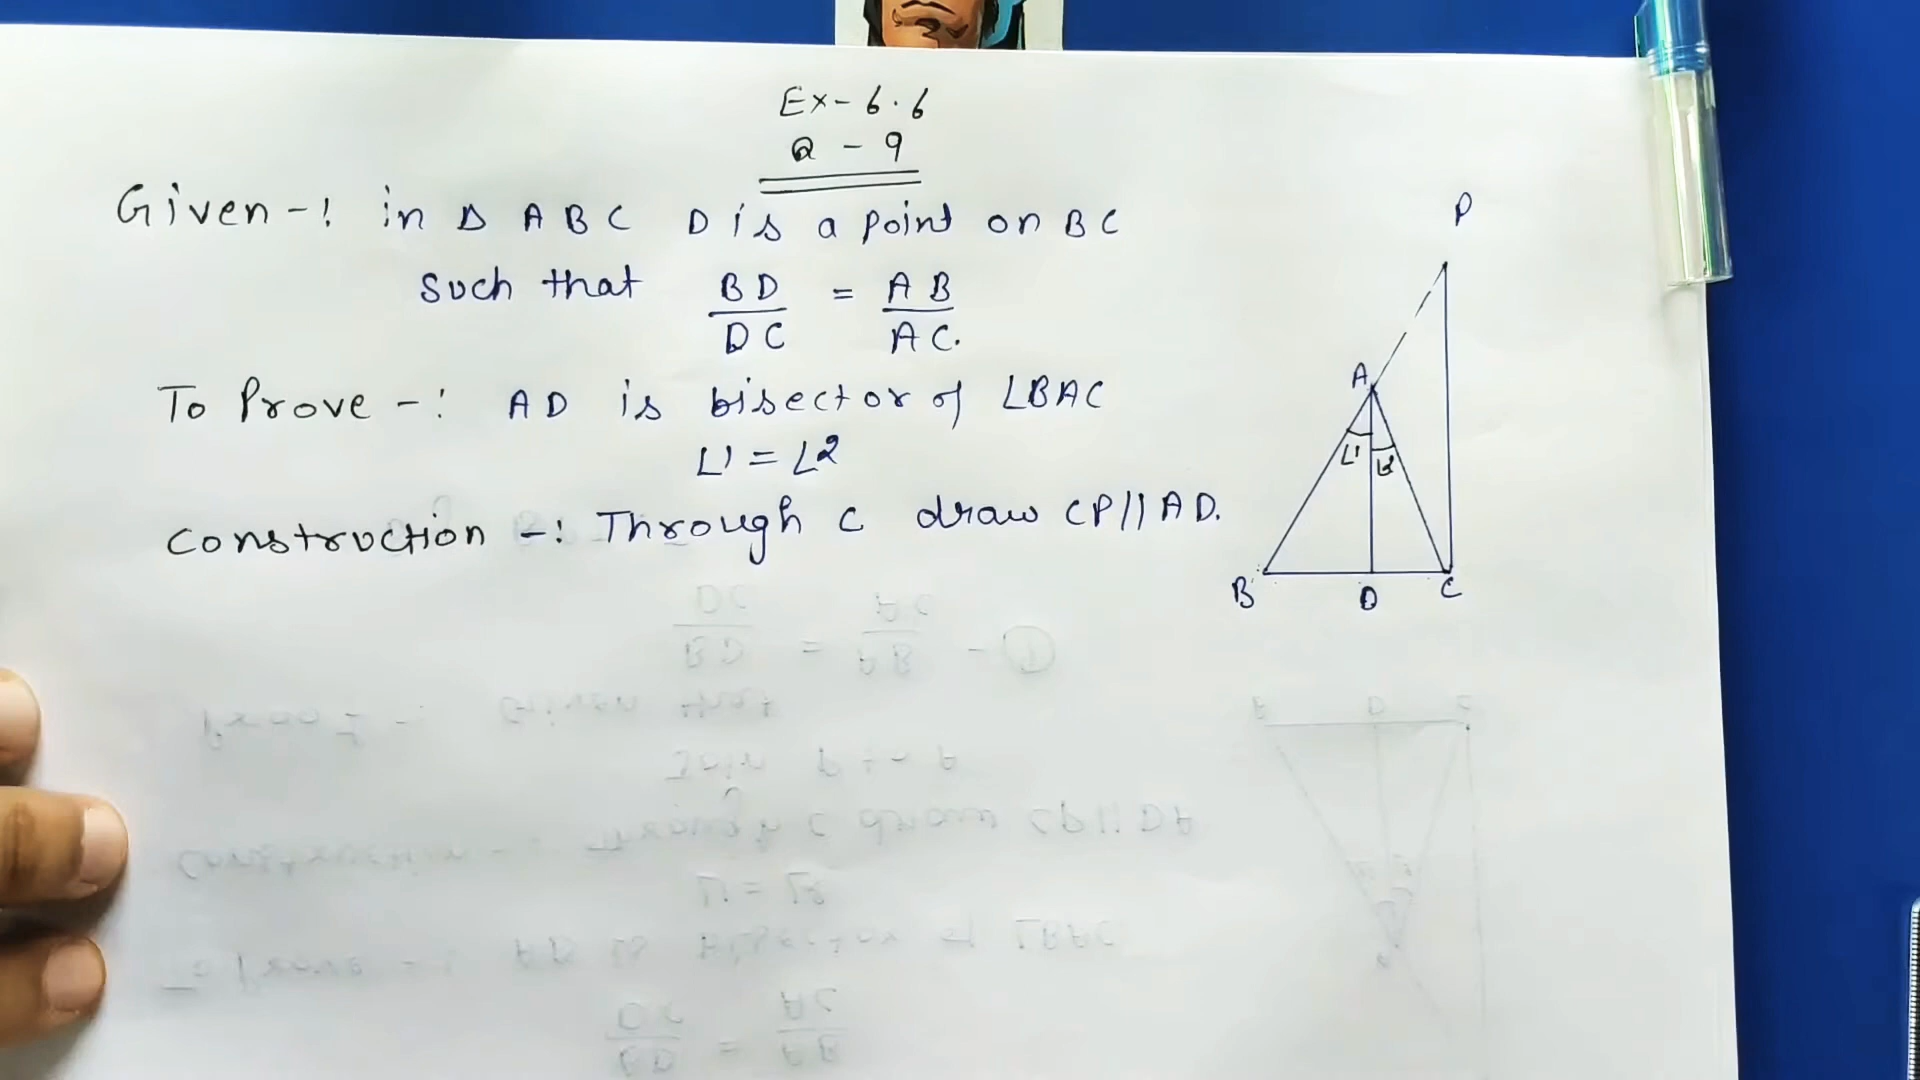 Ex- 6.6
Q - 9
Given -: in Δ ABC D is a point on BC
such that BD/DC = AB/AC.
To Prove -: AD is bisector of ∠BAC
∠1 = ∠2
Construction -: Through C draw CP||AD.
P
A
∠1 ∠2
B D C